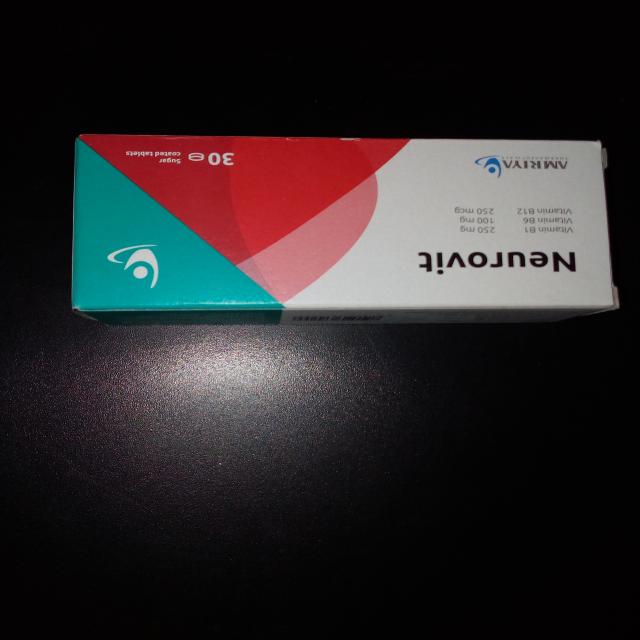 Neurovit
Vitamin B1 250 mg
Vitamin B6 100 mg
Vitamin B12 250 mcg
AMRIYA
30
Sugar
coated tablets